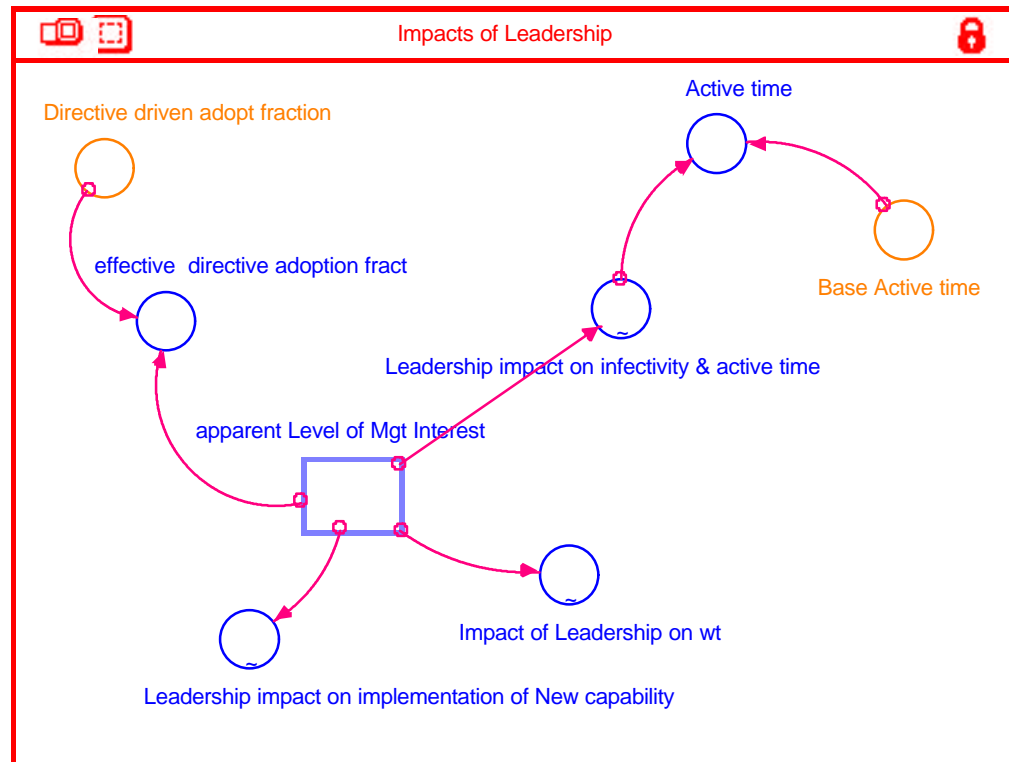 Impacts of Leadership
Active time
Directive driven adopt fraction
effective  directive adoption fract
Base Active time
~
Leadership impact on infectivity & active time
apparent Level of Mgt Interest
~
Impact of Leadership on wt
~
Leadership impact on implementation of New capability